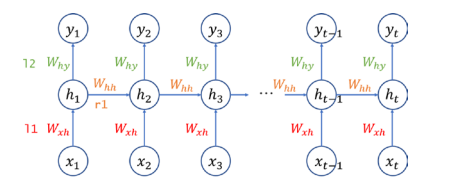 y₁ y₂ y₃ yₜ₋₁ yₜ
l2 Wₕy Wₕy Wₕy Wₕy Wₕy
Wₕₕ Wₕₕ Wₕₕ Wₕₕ
h₁ h₂ h₃ ... hₜ₋₁ hₜ
r1
l1 Wₓₕ Wₓₕ Wₓₕ Wₓₕ Wₓₕ
x₁ x₂ x₃ xₜ₋₁ xₜ